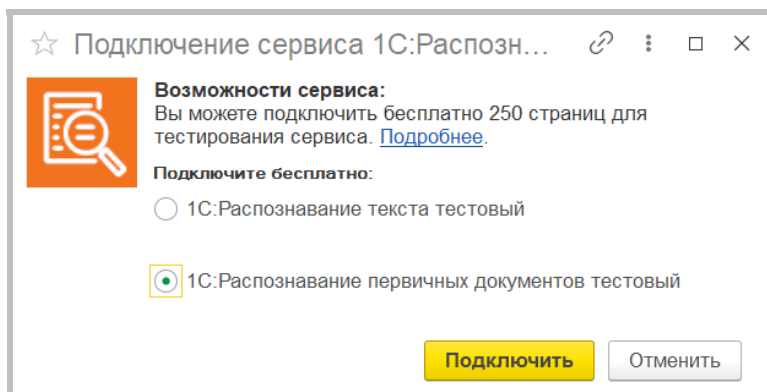 Подключение сервиса 1С:Распозн...
Возможности сервиса:
Вы можете подключить бесплатно 250 страниц для
тестирования сервиса. Подробнее.
Подключите бесплатно:
1С:Распознавание текста тестовый
1С:Распознавание первичных документов тестовый
Подключить Отменить